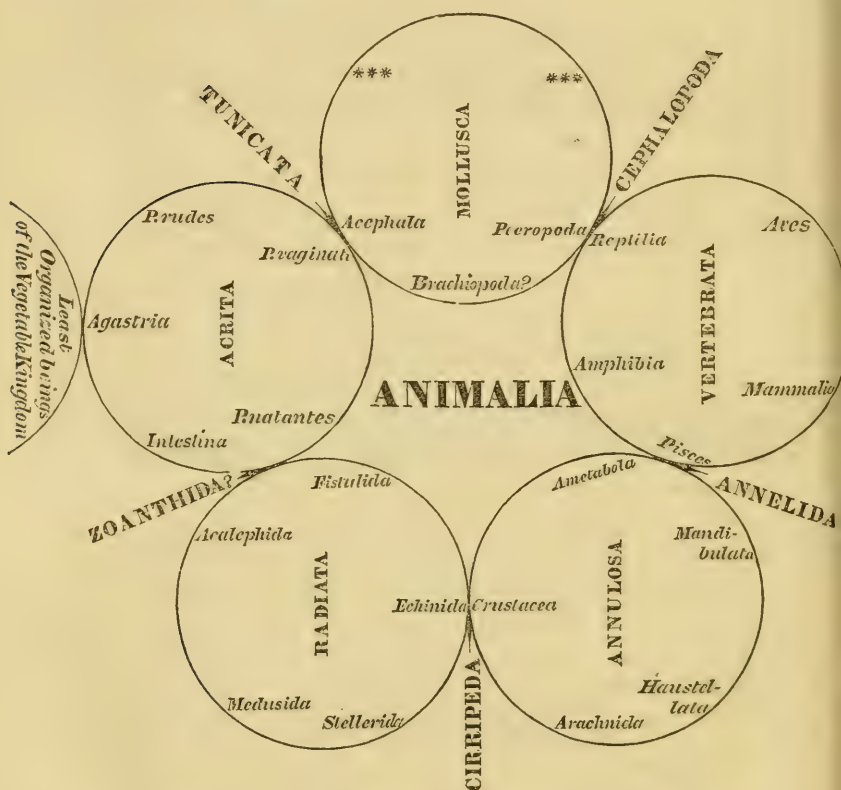 ***
***
TUNICATA
CEPHALOPODA
MOLLUSCA
Acephala
Pteropoda
Brachiopoda?
P.rudes
P.vaginati
Agastria
ACRITA
P.natantes
Intestina
Least
Organized beings
of the Vegetable Kingdom
Reptilia
Aves
Amphibia
VERTEBRATA
Mammalia
Pisces
ANIMALIA
ZOANTHIDA?
ANNELIDA
Fistulida
Acalephida
RADIATA
Echinida
Medusida
Stellerida
Ametabola
Mandi-
bulata
Crustacea
ANNULOSA
Haustel-
lata
Arachnida
CIRRIPEDA